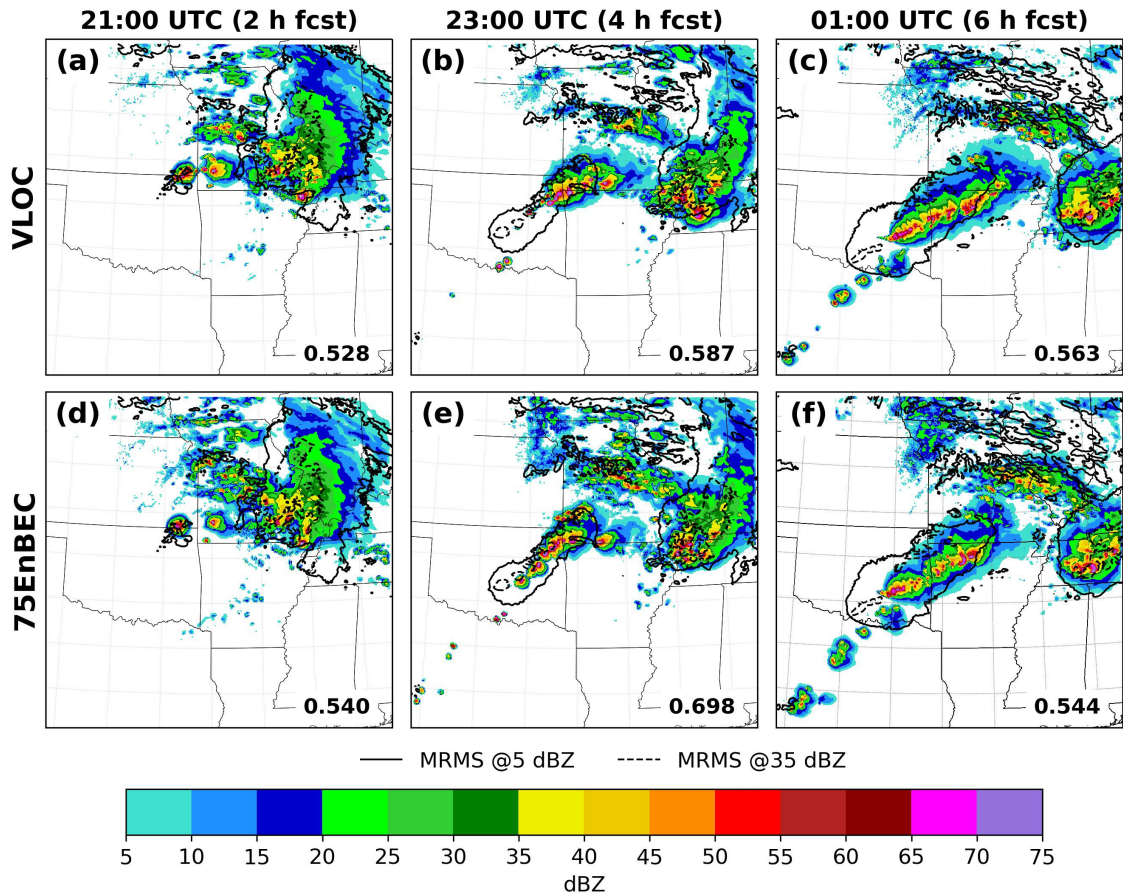 21:00 UTC (2 h fcst) 23:00 UTC (4 h fcst) 01:00 UTC (6 h fcst)
VLOC
(a) (b) (c)
0.528 0.587 0.563
75EnBEC
(d) (e) (f)
0.540 0.698 0.544
MRMS @5 dBZ MRMS @35 dBZ
5 10 15 20 25 30 35 40 45 50 55 60 65 70 75
dBZ